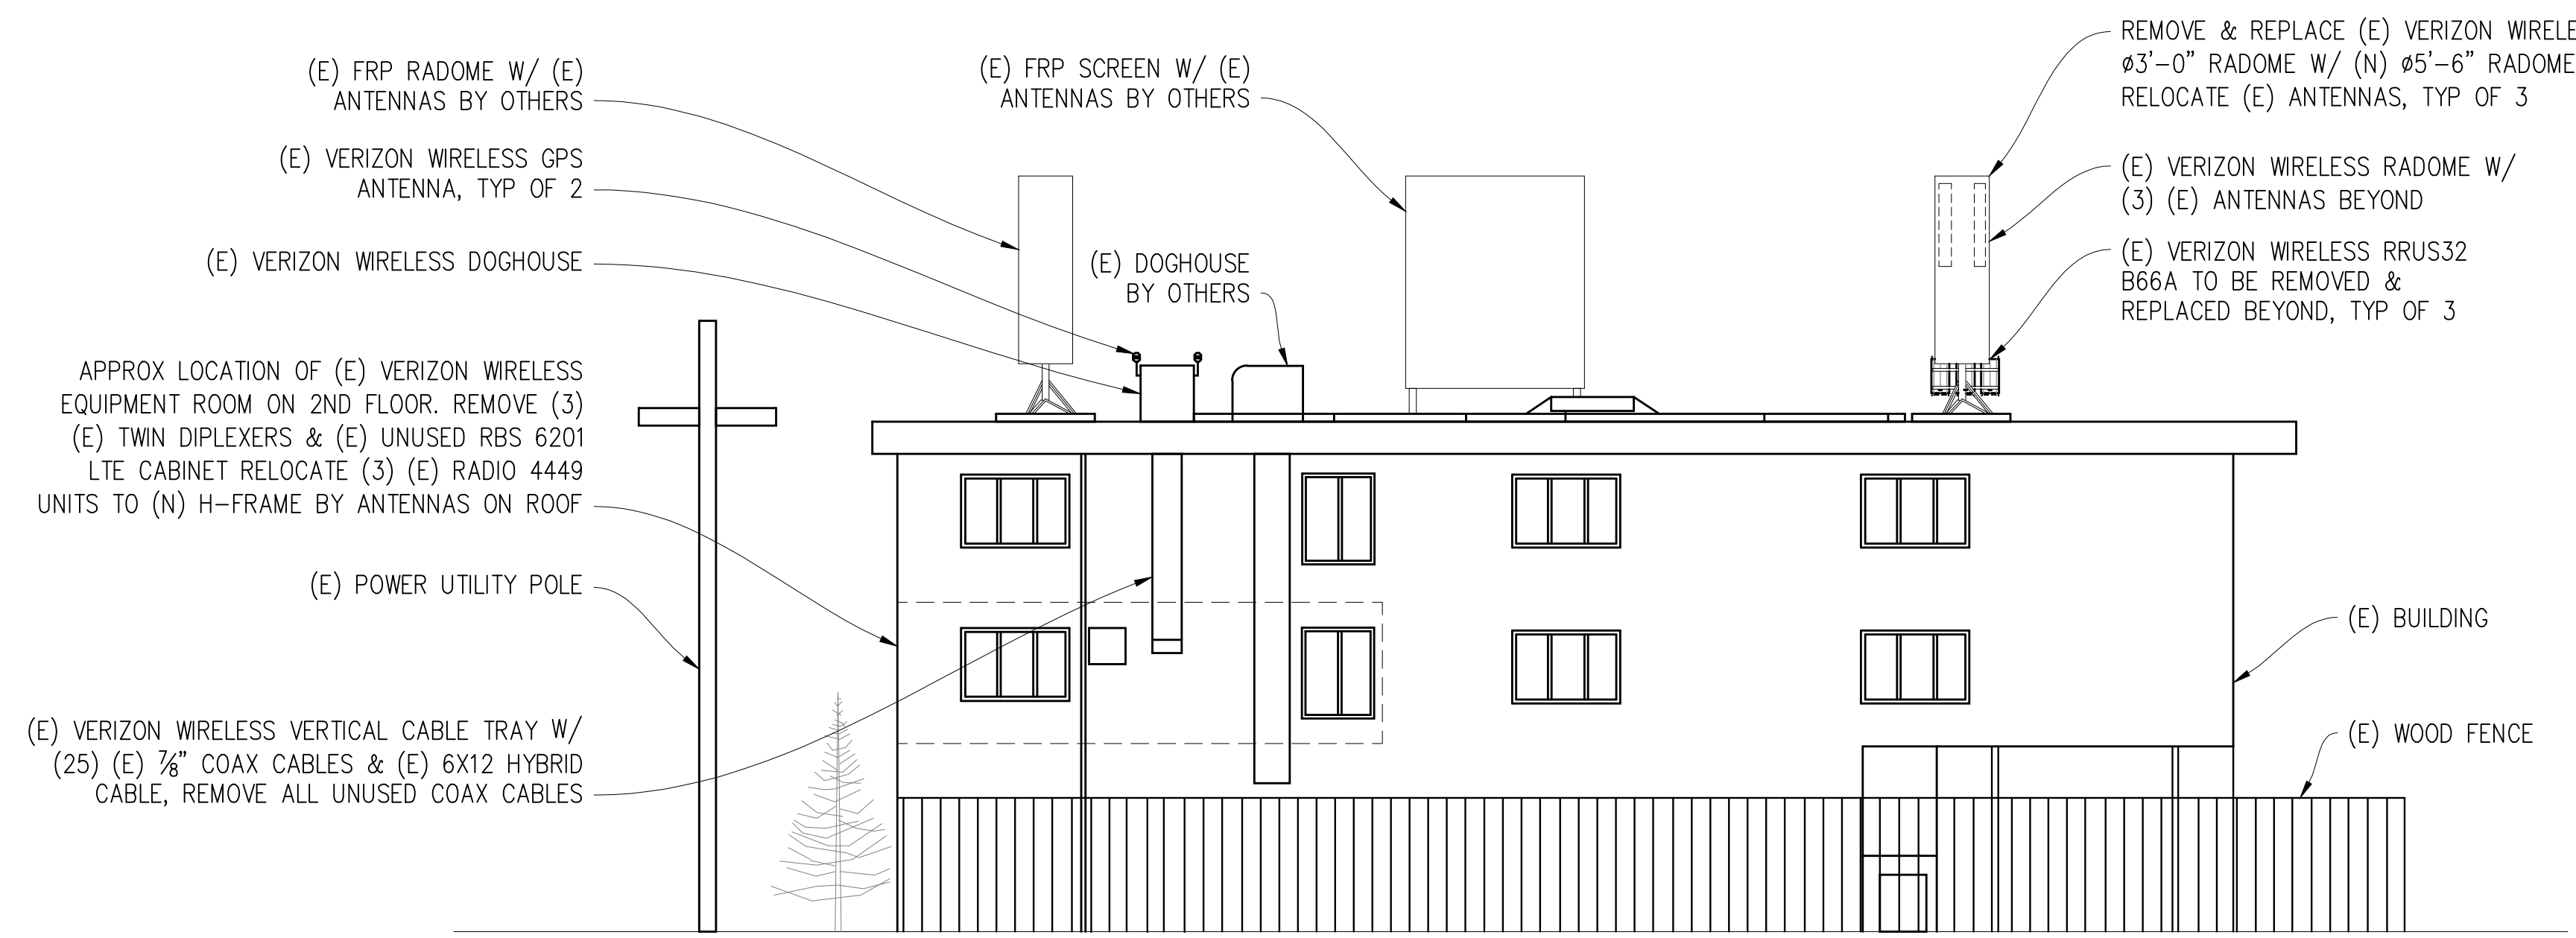 (E) FRP RADOME W/ (E)
ANTENNAS BY OTHERS
(E) VERIZON WIRELESS GPS
ANTENNA, TYP OF 2
(E) VERIZON WIRELESS DOGHOUSE
APPROX LOCATION OF (E) VERIZON WIRELESS
EQUIPMENT ROOM ON 2ND FLOOR. REMOVE (3)
(E) TWIN DIPLEXERS & (E) UNUSED RBS 6201
LTE CABINET RELOCATE (3) (E) RADIO 4449
UNITS TO (N) H-FRAME BY ANTENNAS ON ROOF
(E) POWER UTILITY POLE
(E) VERIZON WIRELESS VERTICAL CABLE TRAY W/
(25) (E) ⅞" COAX CABLES & (E) 6X12 HYBRID
CABLE, REMOVE ALL UNUSED COAX CABLES
(E) FRP SCREEN W/ (E)
ANTENNAS BY OTHERS
(E) DOGHOUSE
BY OTHERS
REMOVE & REPLACE (E) VERIZON
ø3'-0" RADOME W/ (N) ø5'-6" RADOME
RELOCATE (E) ANTENNAS, TYP OF 3
(E) VERIZON WIRELESS RADOME W/
(3) (E) ANTENNAS BEYOND
(E) VERIZON WIRELESS RRUS32
B66A TO BE REMOVED &
REPLACED BEYOND, TYP OF 3
(E) BUILDING
(E) WOOD FENCE